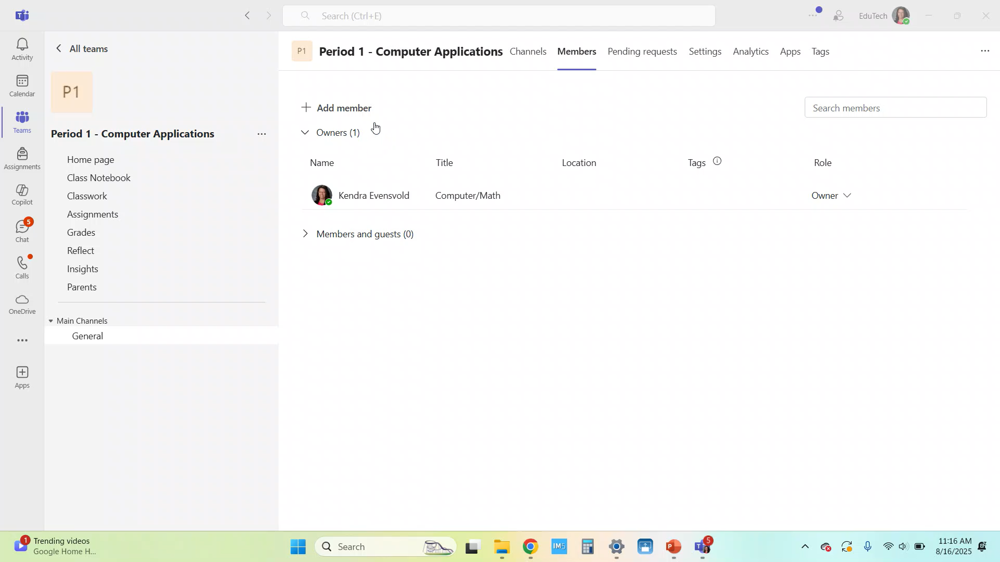 Search (Ctrl+E)
EduTech
Activity
Calendar
Teams
Assignments
Copilot
5
Chat
Calls
OneDrive
Apps
All teams
P1
Period 1 - Computer Applications
Home page
Class Notebook
Classwork
Assignments
Grades
Reflect
Insights
Parents
Main Channels
General
P1
Period 1 - Computer Applications
Channels
Members
Pending requests
Settings
Analytics
Apps
Tags
Add member
Search members
Owners (1)
Name
Title
Location
Tags
Role
Kendra Evensvold
Computer/Math
Owner
Members and guests (0)
1
Trending videos
Google Home H...
Search
IM5
5
11:16 AM
8/16/2025